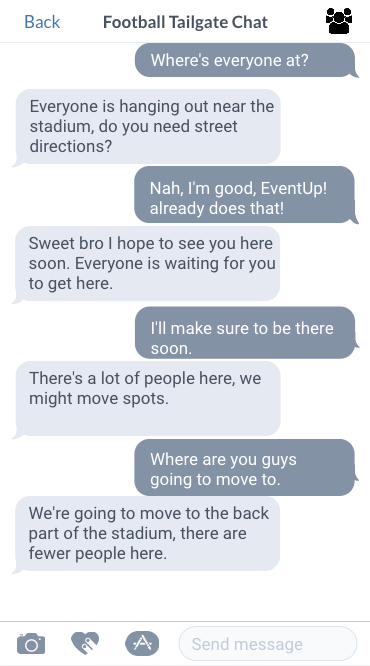 Back
Football Tailgate Chat
Where's everyone at?
Everyone is hanging out near the
stadium, do you need street
directions?
Nah, I'm good, EventUp!
already does that!
Sweet bro I hope to see you here
soon. Everyone is waiting for you
to get here.
I'll make sure to be there
soon.
There's a lot of people here, we
might move spots.
Where are you guys
going to move to.
We're going to move to the back
part of the stadium, there are
fewer people here.
Send message